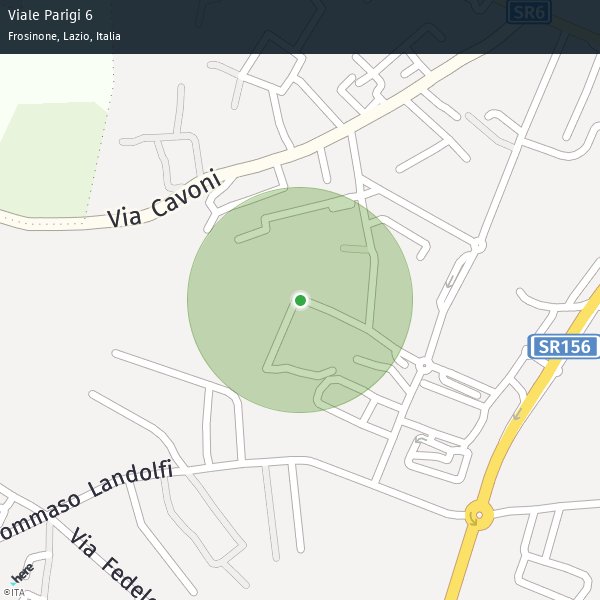 Viale Parigi 6
SR6
Frosinone, Lazio, Italia
Via Cavoni
SR156
ommaso Landolfi
Via Fedele
here
©ITA